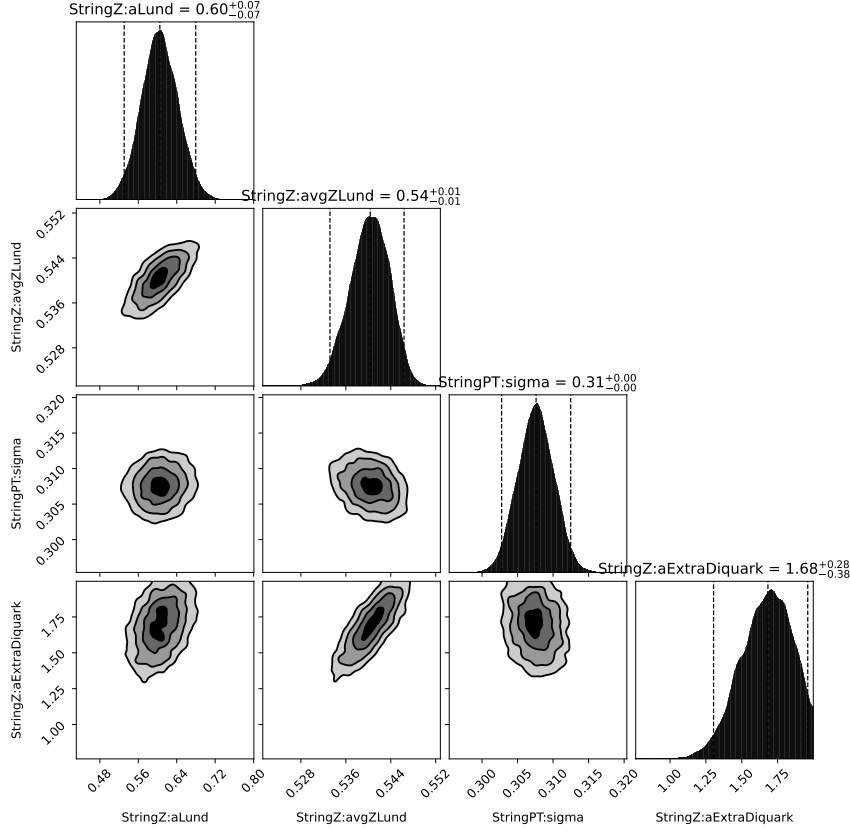 StringZ:aLund = 0.60+0.07−0.07
StringZ:avgZLund = 0.54+0.01−0.01
StringZ:avgZLund
0.552
0.544
0.536
0.528
StringPT:sigma = 0.31+0.00−0.00
StringPT:sigma
0.320
0.315
0.310
0.305
0.300
StringZ:aExtraDiquark = 1.68+0.28−0.38
StringZ:aExtraDiquark
1.75
1.50
1.25
1.00
0.48 0.56 0.64 0.72 0.80
0.528 0.536 0.544 0.552
0.300 0.305 0.310 0.315 0.320
1.00 1.25 1.50 1.75
StringZ:aLund
StringZ:avgZLund
StringPT:sigma
StringZ:aExtraDiquark